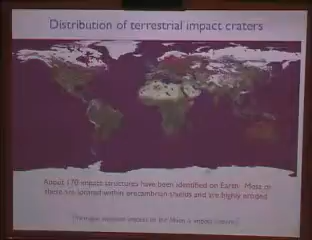 Distribution of terrestrial impact craters
About 170 impact structures have been identified on Earth. Most of
these are located within precambrian shields and are highly eroded